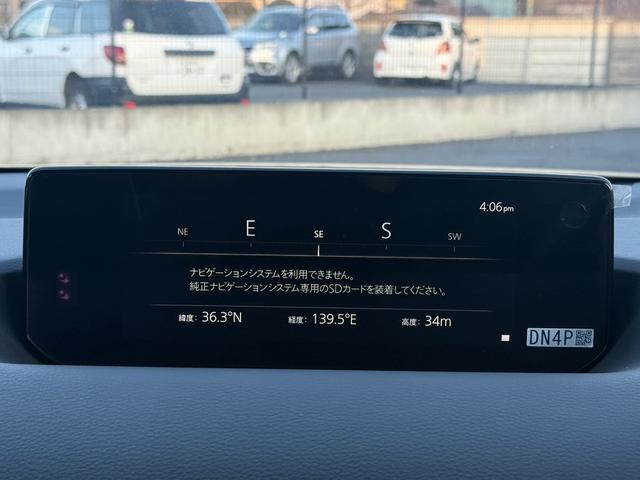 4:06pm
NE E SE S SW
ナビゲーションシステムを利用できません。
純正ナビゲーションシステム専用のSDカードを装着してください。
緯度: 36.3°N 経度: 139.5°E 高度: 34m
DN4P